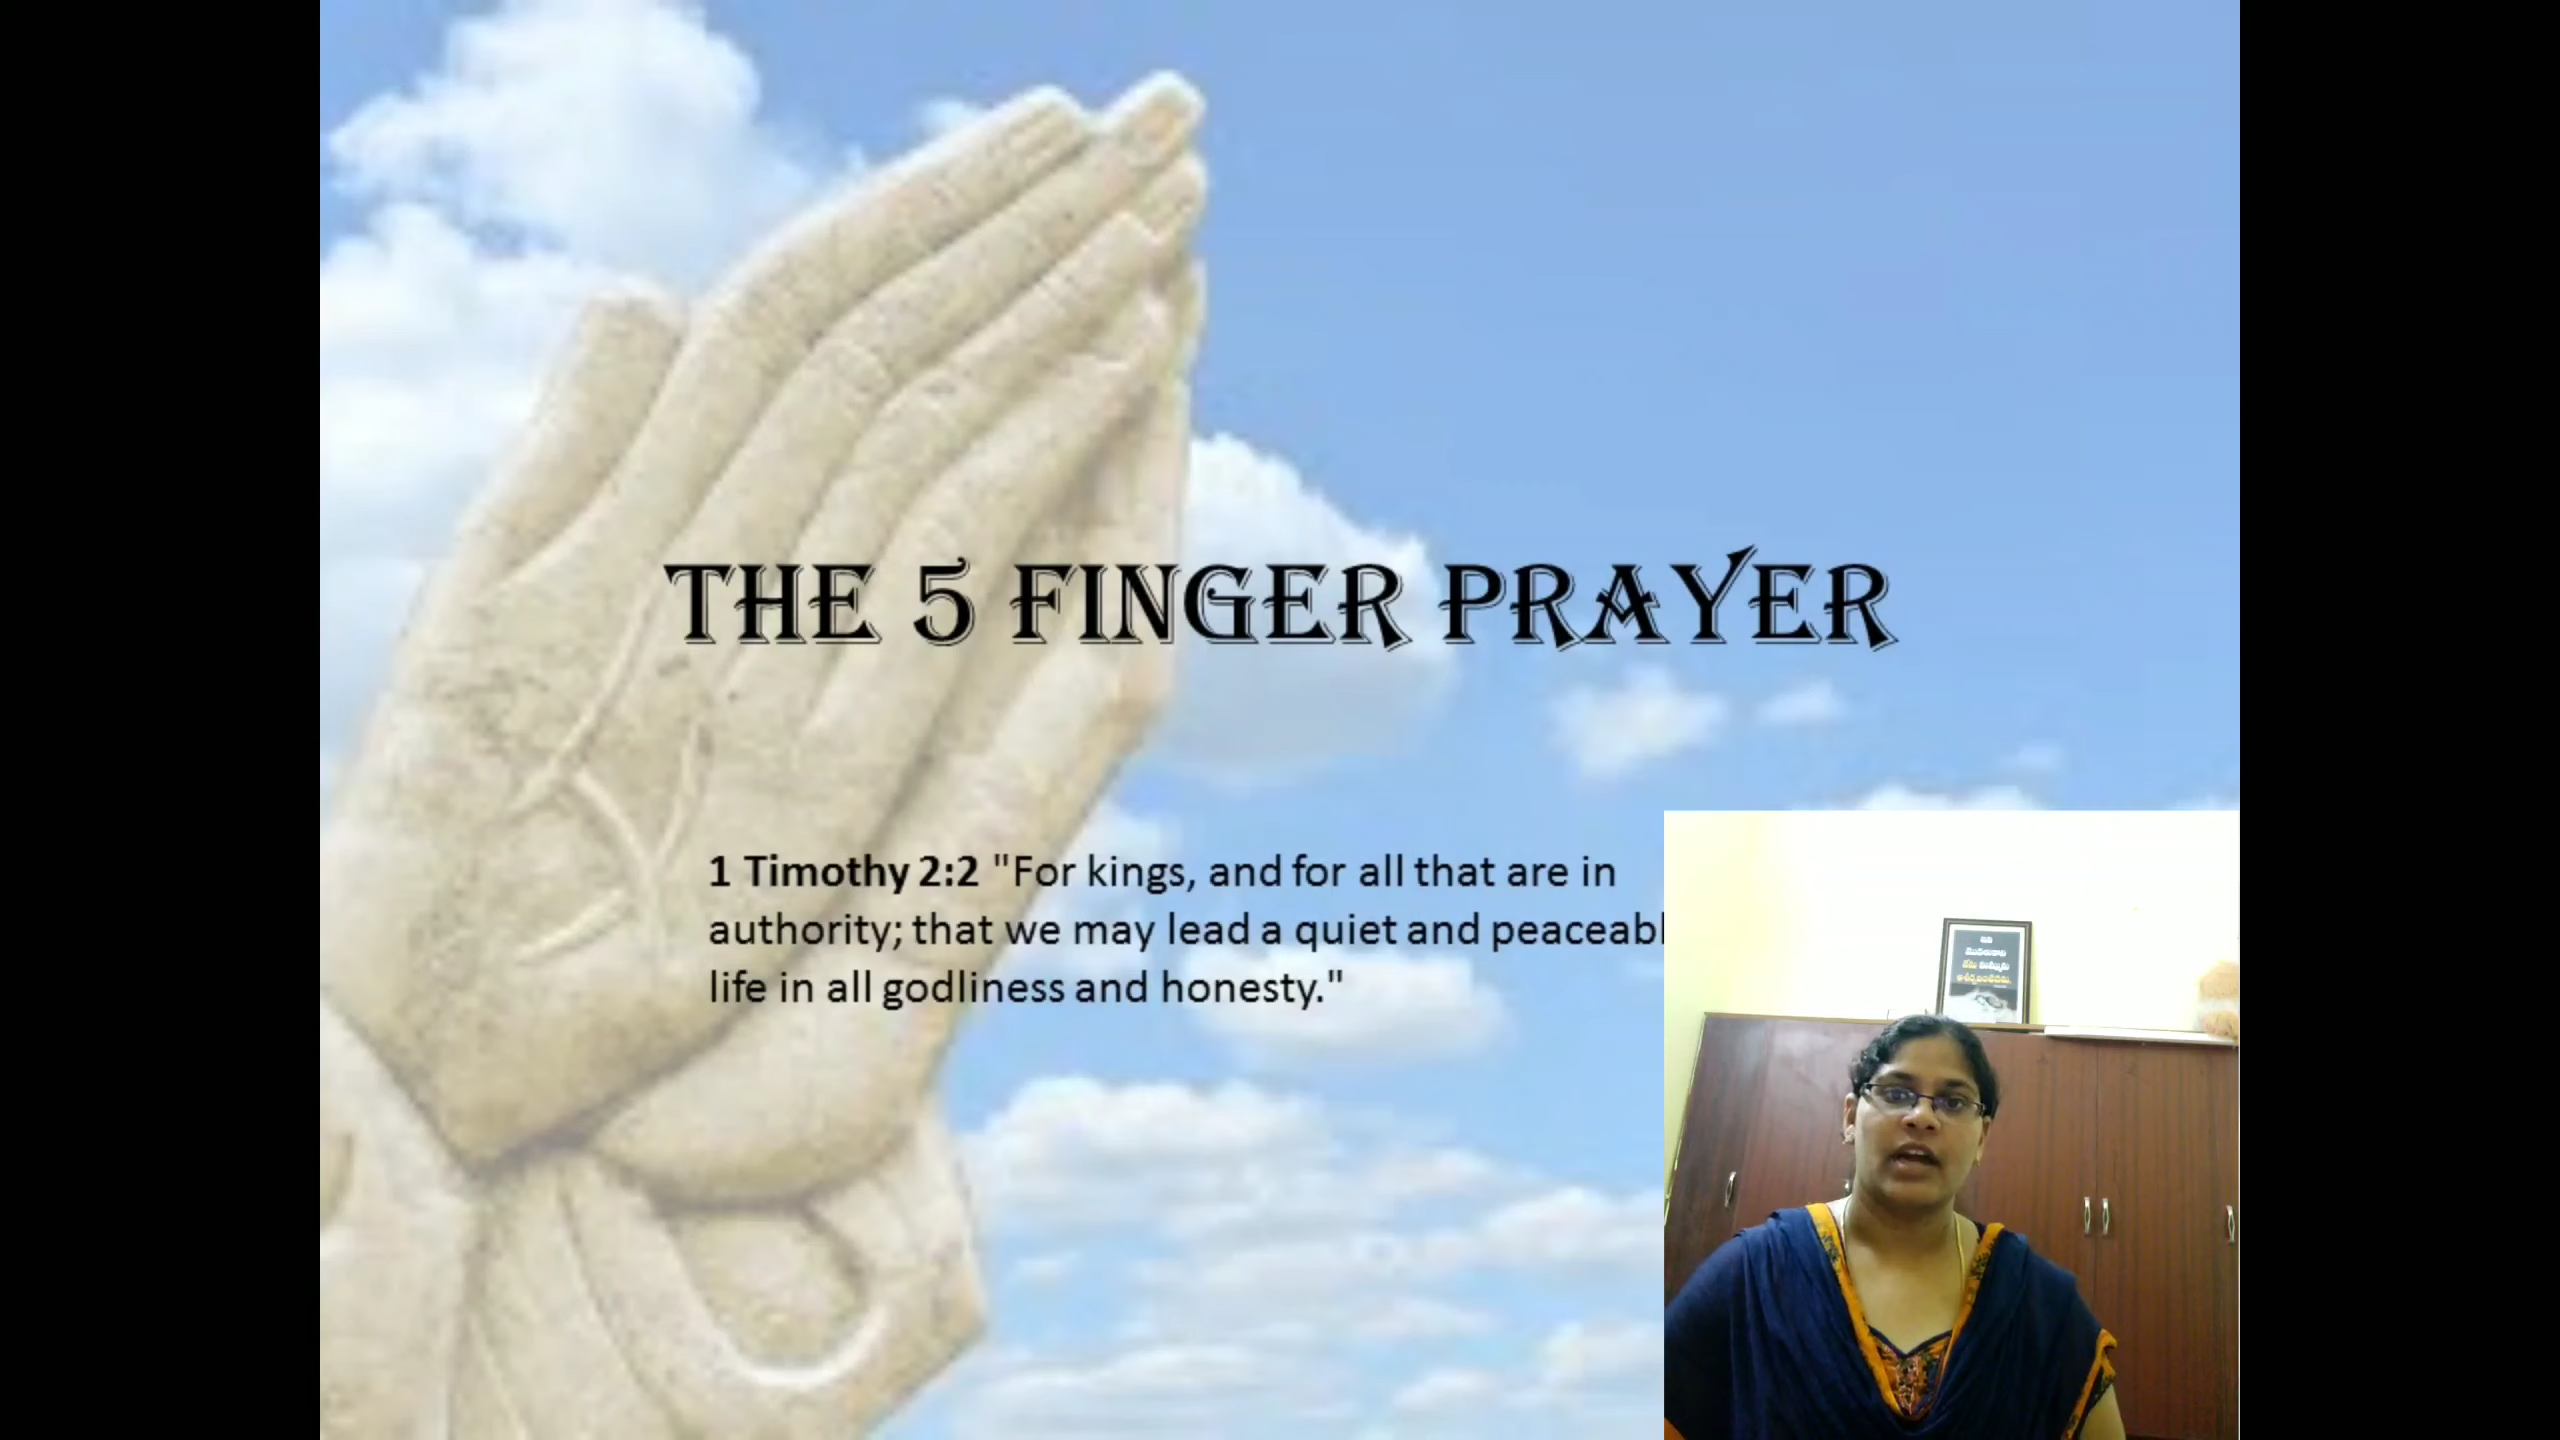 THE 5 FINGER PRAYER
1 Timothy 2:2 "For kings, and for all that are in
authority; that we may lead a quiet and peaceabl
life in all godliness and honesty."